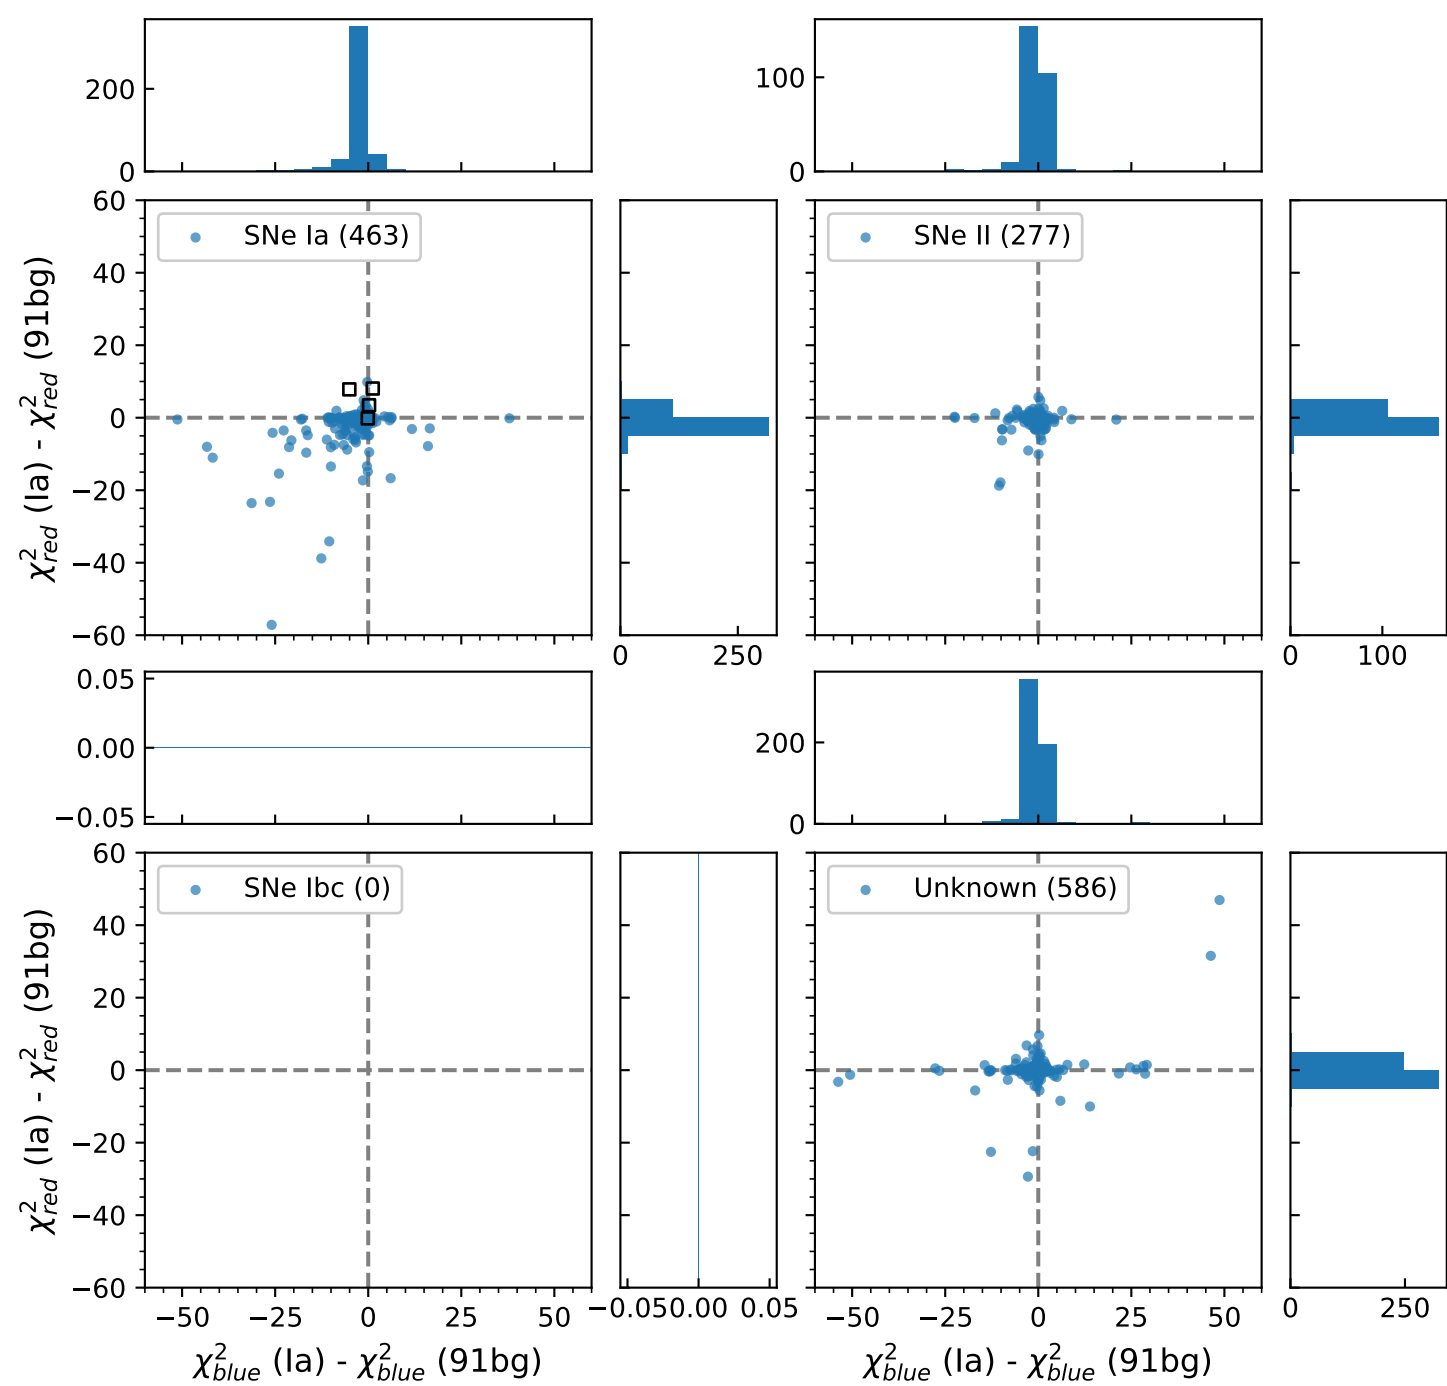 200
0
100
0
60
40
20
0
−20
−40
−60
SNe Ia (463)
SNe II (277)
χ²red (Ia) - χ²red (91bg)
0 250
0 100
0.05
0.00
−0.05
200
0
60
40
20
0
−20
−40
−60
SNe Ibc (0)
Unknown (586)
χ²red (Ia) - χ²red (91bg)
−50 −25 0 25 50
−0.05 0.00 0.05
−50 −25 0 25 50
0 250
χ²blue (Ia) - χ²blue (91bg)
χ²blue (Ia) - χ²blue (91bg)